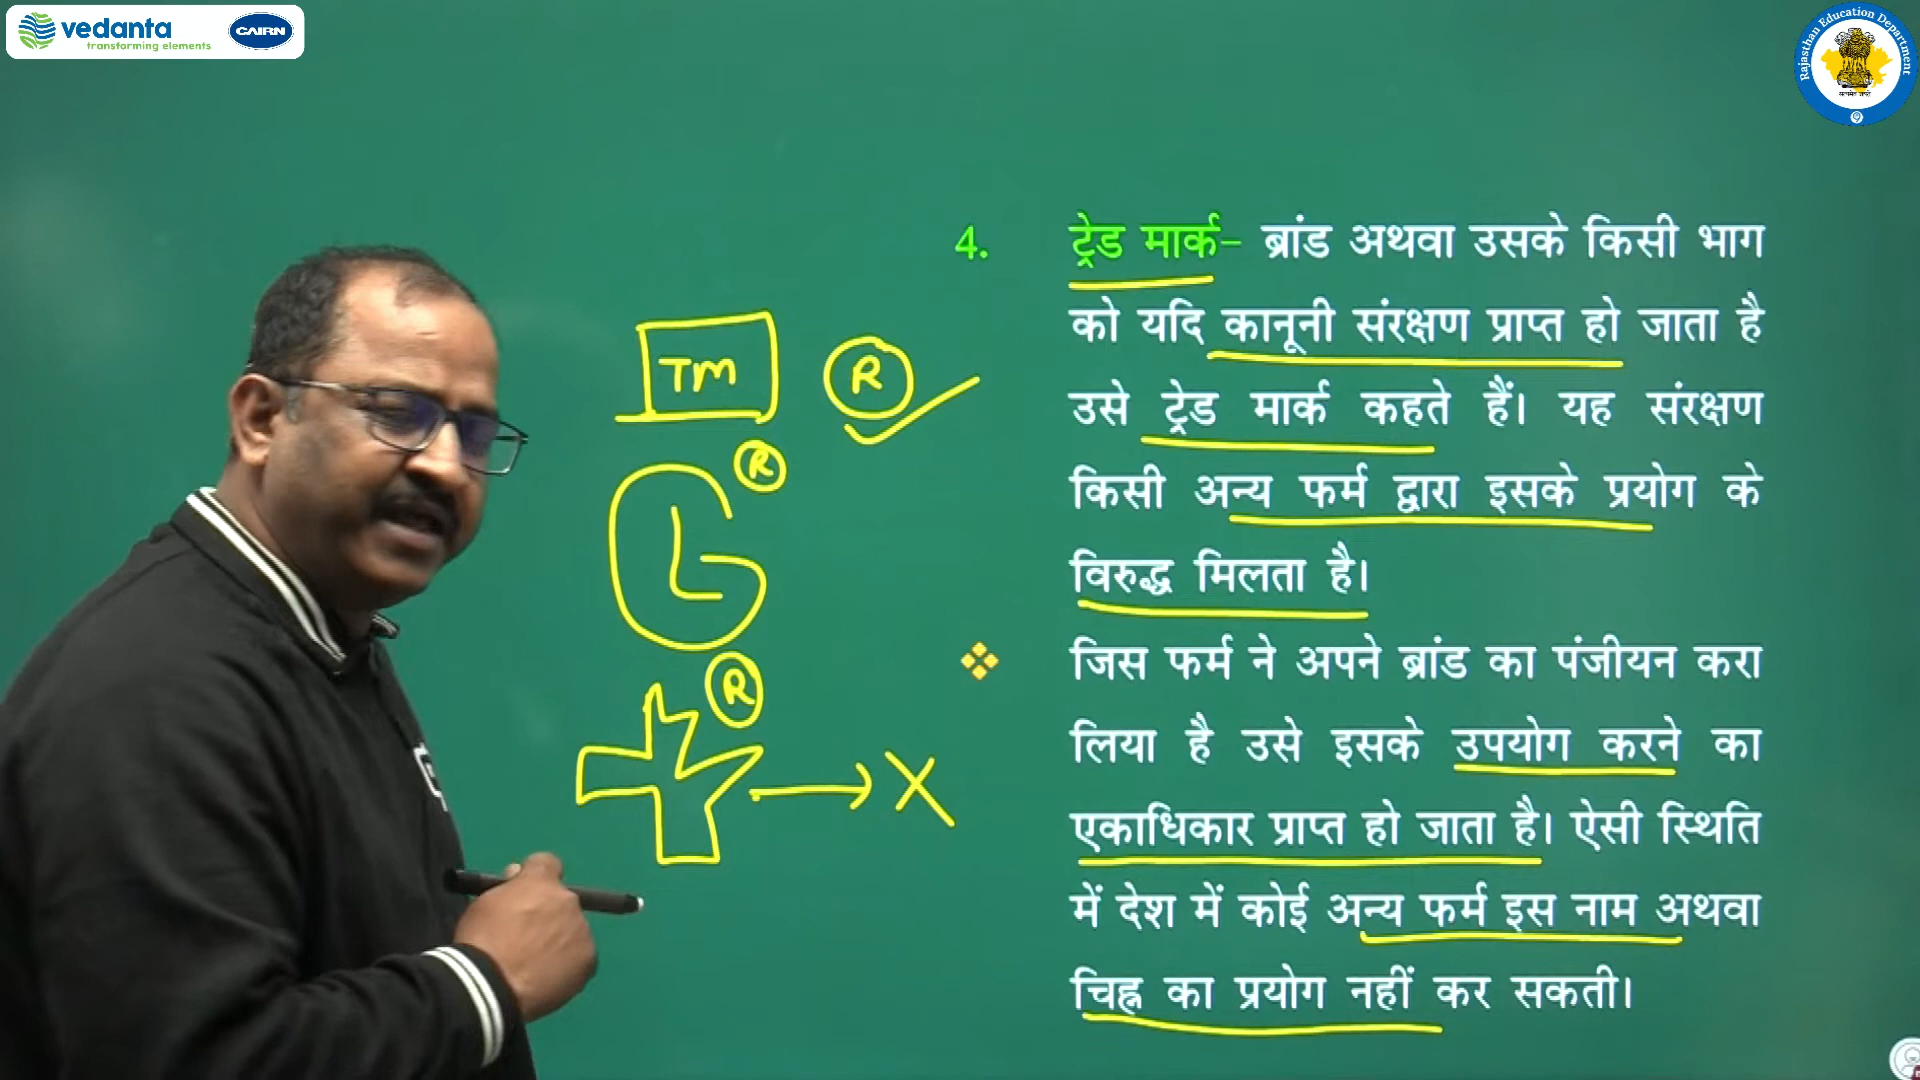 vedanta
transforming elements
CAIRN
Rajasthan Education Department
4. ट्रेड मार्क– ब्रांड अथवा उसके किसी भाग
को यदि कानूनी संरक्षण प्राप्त हो जाता है
उसे ट्रेड मार्क कहते हैं। यह संरक्षण
किसी अन्य फर्म द्वारा इसके प्रयोग के
विरुद्ध मिलता है।
❖ जिस फर्म ने अपने ब्रांड का पंजीयन करा
लिया है उसे इसके उपयोग करने का
एकाधिकार प्राप्त हो जाता है। ऐसी स्थिति
में देश में कोई अन्य फर्म इस नाम अथवा
चिह्न का प्रयोग नहीं कर सकती।
TM
R
R
R
X